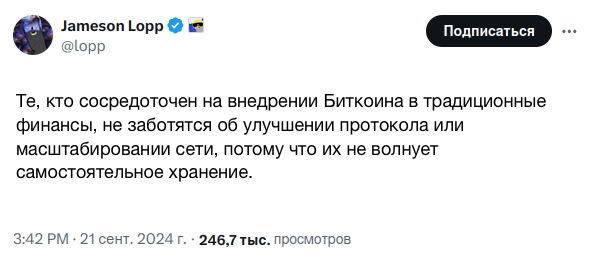 Jameson Lopp
@lopp
Подписаться
Те, кто сосредоточен на внедрении Биткоина в традиционные
финансы, не заботятся об улучшении протокола или
масштабировании сети, потому что их не волнует
самостоятельное хранение.
3:42 PM · 21 сент. 2024 г. · 246,7 тыс. просмотров